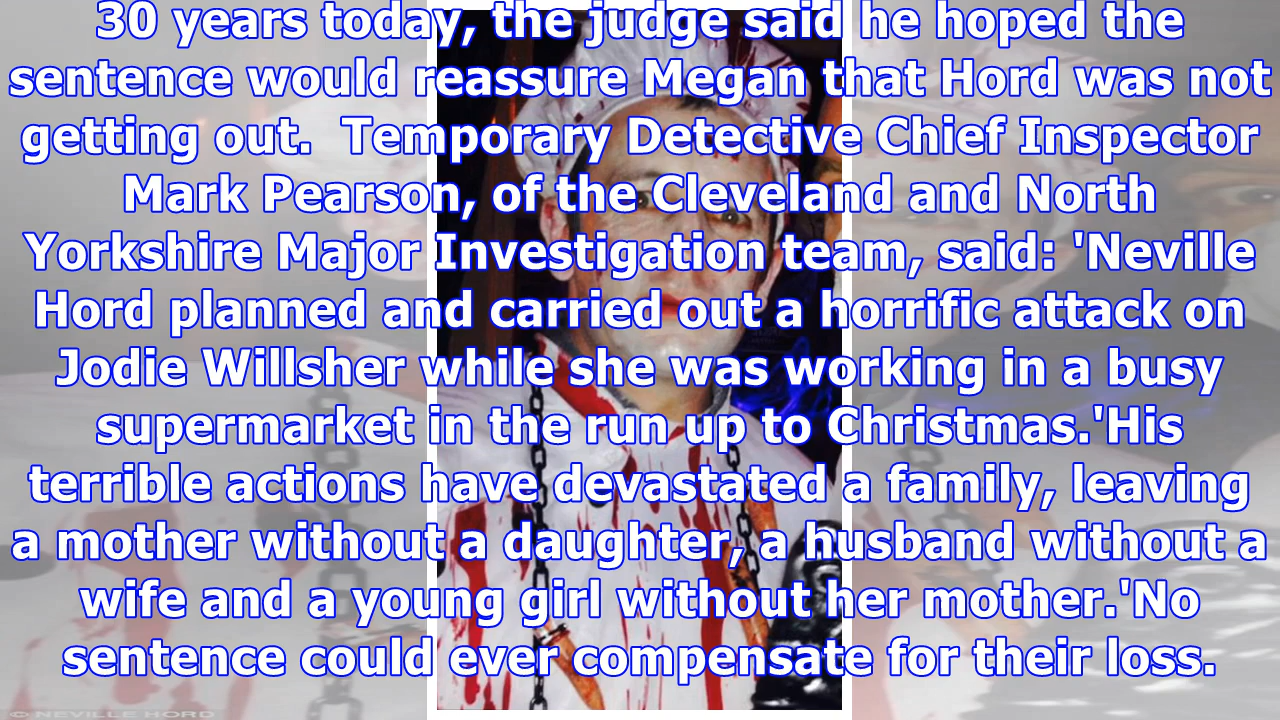 30 years today, the judge said he hoped the
sentence would reassure Megan that Hord was not
getting out.  Temporary Detective Chief Inspector
Mark Pearson, of the Cleveland and North
Yorkshire Major Investigation team, said: 'Neville
Hord planned and carried out a horrific attack on
Jodie Willsher while she was working in a busy
supermarket in the run up to Christmas.'His
terrible actions have devastated a family, leaving
a mother without a daughter, a husband without a
wife and a young girl without her mother.'No
sentence could ever compensate for their loss.
© NEVILLE HORD